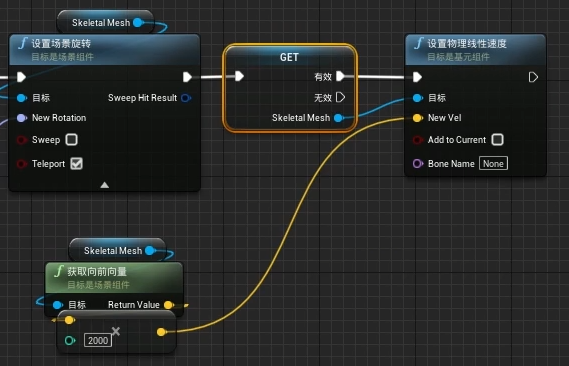 Skeletal Mesh
设置场景旋转
目标是场景组件
目标
Sweep Hit Result
New Rotation
Sweep
Teleport
GET
有效
无效
Skeletal Mesh
设置物理线性速度
目标是基元组件
目标
New Vel
Add to Current
Bone Name None
Skeletal Mesh
获取向前向量
目标是场景组件
目标 Return Value
2000